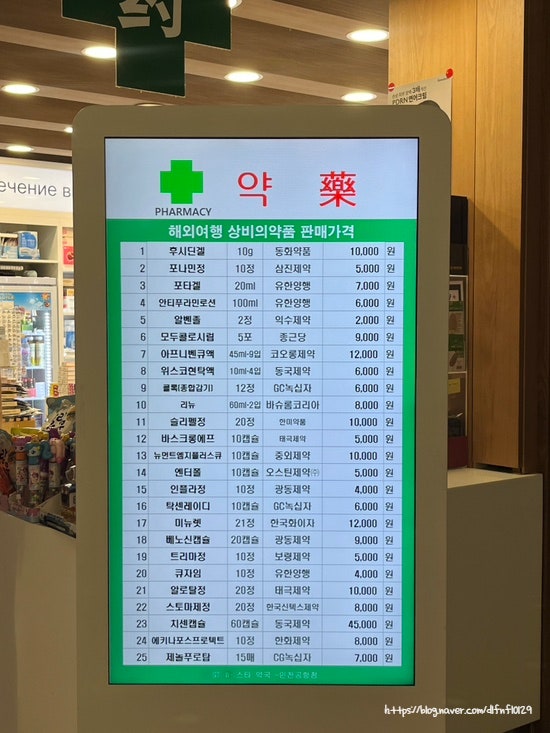 약
ечение в
PHARMACY
약 藥
해외여행 상비의약품 판매가격
1 후시딘겔 10g 동화약품 10,000 원
2 포나민정 10정 삼진제약 5,000 원
3 포타겔 20ml 유한양행 7,000 원
4 안티푸라민로션 100ml 유한양행 6,000 원
5 알벤졸 2정 익수제약 2,000 원
6 모두콜로시럽 5포 종근당 9,000 원
7 아프니벤큐액 45ml-9입 코오롱제약 12,000 원
8 위스코현탁액 10ml-4입 동국제약 6,000 원
9 콜록(종합감기) 12정 GC녹십자 6,000 원
10 리뉴 60ml-2입 바슈롬코리아 8,000 원
11 슬리펠정 20정 한미약품 10,000 원
12 바스크롱에프 10캡슐 태극제약 5,000 원
13 뉴먼트엠지플러스큐 10캡슐 중외제약 10,000 원
14 엔터폴 10캡슐 오스틴제약㈜ 5,000 원
15 인플라정 10정 광동제약 4,000 원
16 탁센레이디 10캡슐 GC녹십자 6,000 원
17 미뉴렛 21정 한국화이자 12,000 원
18 베노신캡슐 20캡슐 광동제약 9,000 원
19 트리마정 10정 보령제약 5,000 원
20 큐자임 10정 유한양행 4,000 원
21 알로탈정 20정 태극제약 10,000 원
22 스토마제정 20정 한국신텍스제약 8,000 원
23 치센캡슐 60캡슐 동국제약 45,000 원
24 에키나포스프로텍트 10정 한화제약 8,000 원
25 제놀푸로탑 15매 CG녹십자 7,000 원
약국 -인천공항점
https://blog.naver.com/dlfnf10129